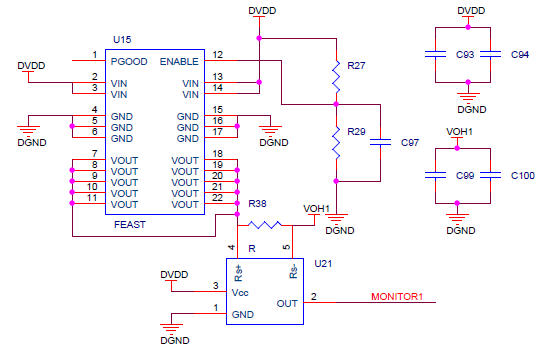 DVDD
DVDD
U15
1 PGOOD ENABLE 12
DVDD
2 VIN VIN 13
3 VIN VIN 14
R27
C93 C94
DGND
4 GND GND 15
5 GND GND 16
6 GND GND 17
DGND
DGND
R29
C97
VOH1
7 VOUT VOUT 18
8 VOUT VOUT 19
9 VOUT VOUT 20
10 VOUT VOUT 21
11 VOUT VOUT 22
C99 C100
FEAST
R38
VOH1
DGND
DGND
R
4 5
U21
Rs+ Rs-
DVDD
3 Vcc
OUT 2 MONITOR1
1 GND
DGND